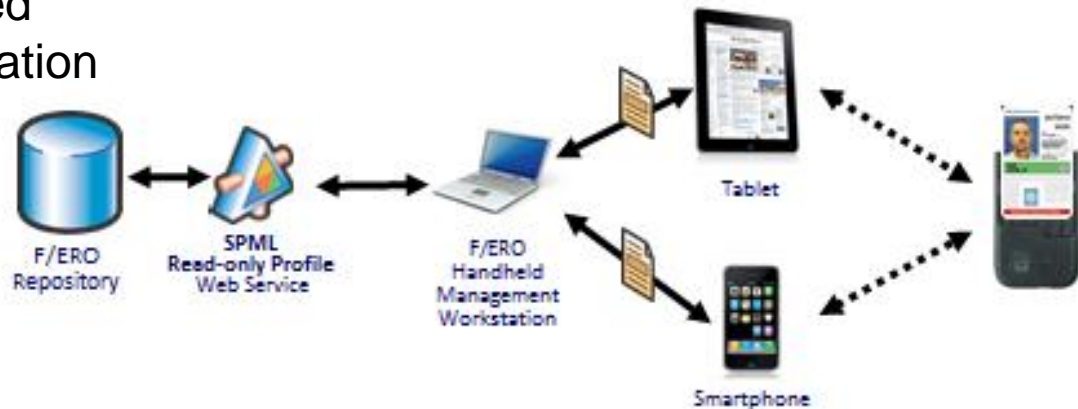 ed
ation
F/ERO
Repository
SPML
Read-only Profile
Web Service
F/ERO
Handheld
Management
Workstation
Tablet
Smartphone